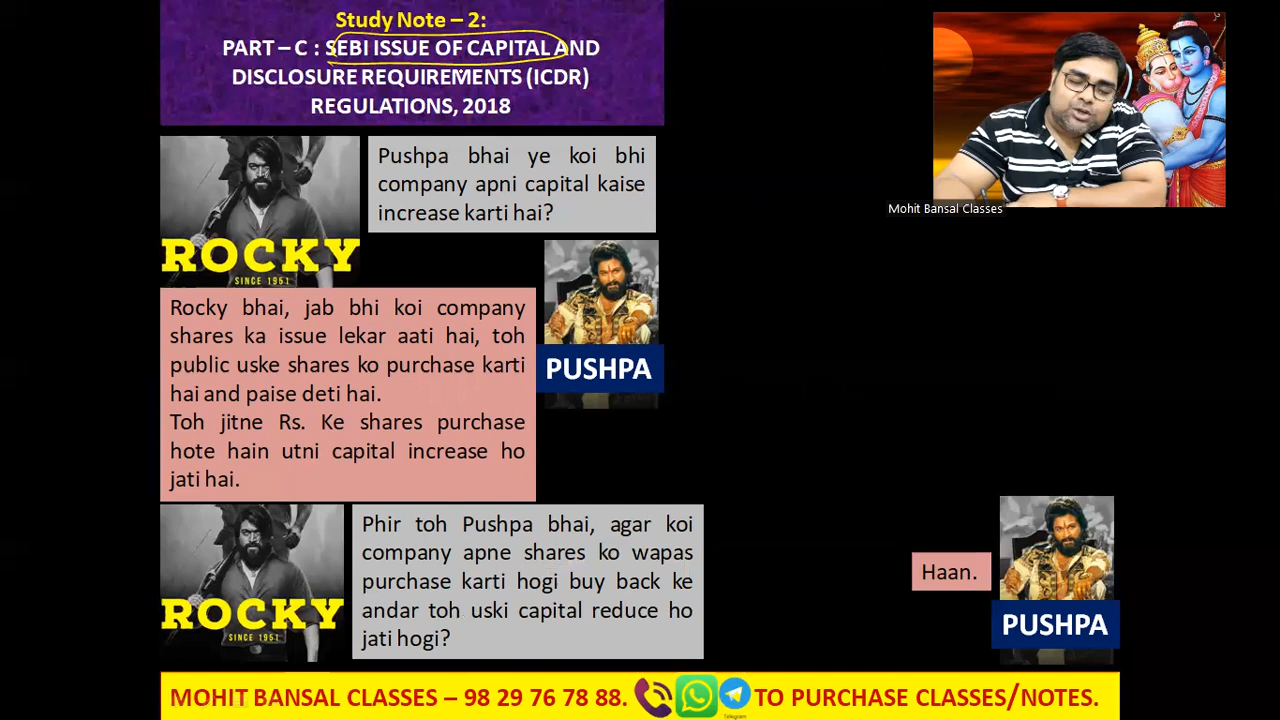 Study Note – 2:
PART – C : SEBI ISSUE OF CAPITAL AND
DISCLOSURE REQUIREMENTS (ICDR)
REGULATIONS, 2018
Mohit Bansal Classes
Pushpa bhai ye koi bhi
company apni capital kaise
increase karti hai?
ROCKY
SINCE 1951
Rocky bhai, jab bhi koi company
shares ka issue lekar aati hai, toh
public uske shares ko purchase karti
hai and paise deti hai.
Toh jitne Rs. Ke shares purchase
hote hain utni capital increase ho
jati hai.
PUSHPA
Phir toh Pushpa bhai, agar koi
company apne shares ko wapas
purchase karti hogi buy back ke
andar toh uski capital reduce ho
jati hogi?
ROCKY
SINCE 1951
Haan.
PUSHPA
MOHIT BANSAL CLASSES – 98 29 76 78 88. TO PURCHASE CLASSES/NOTES.
Telegram